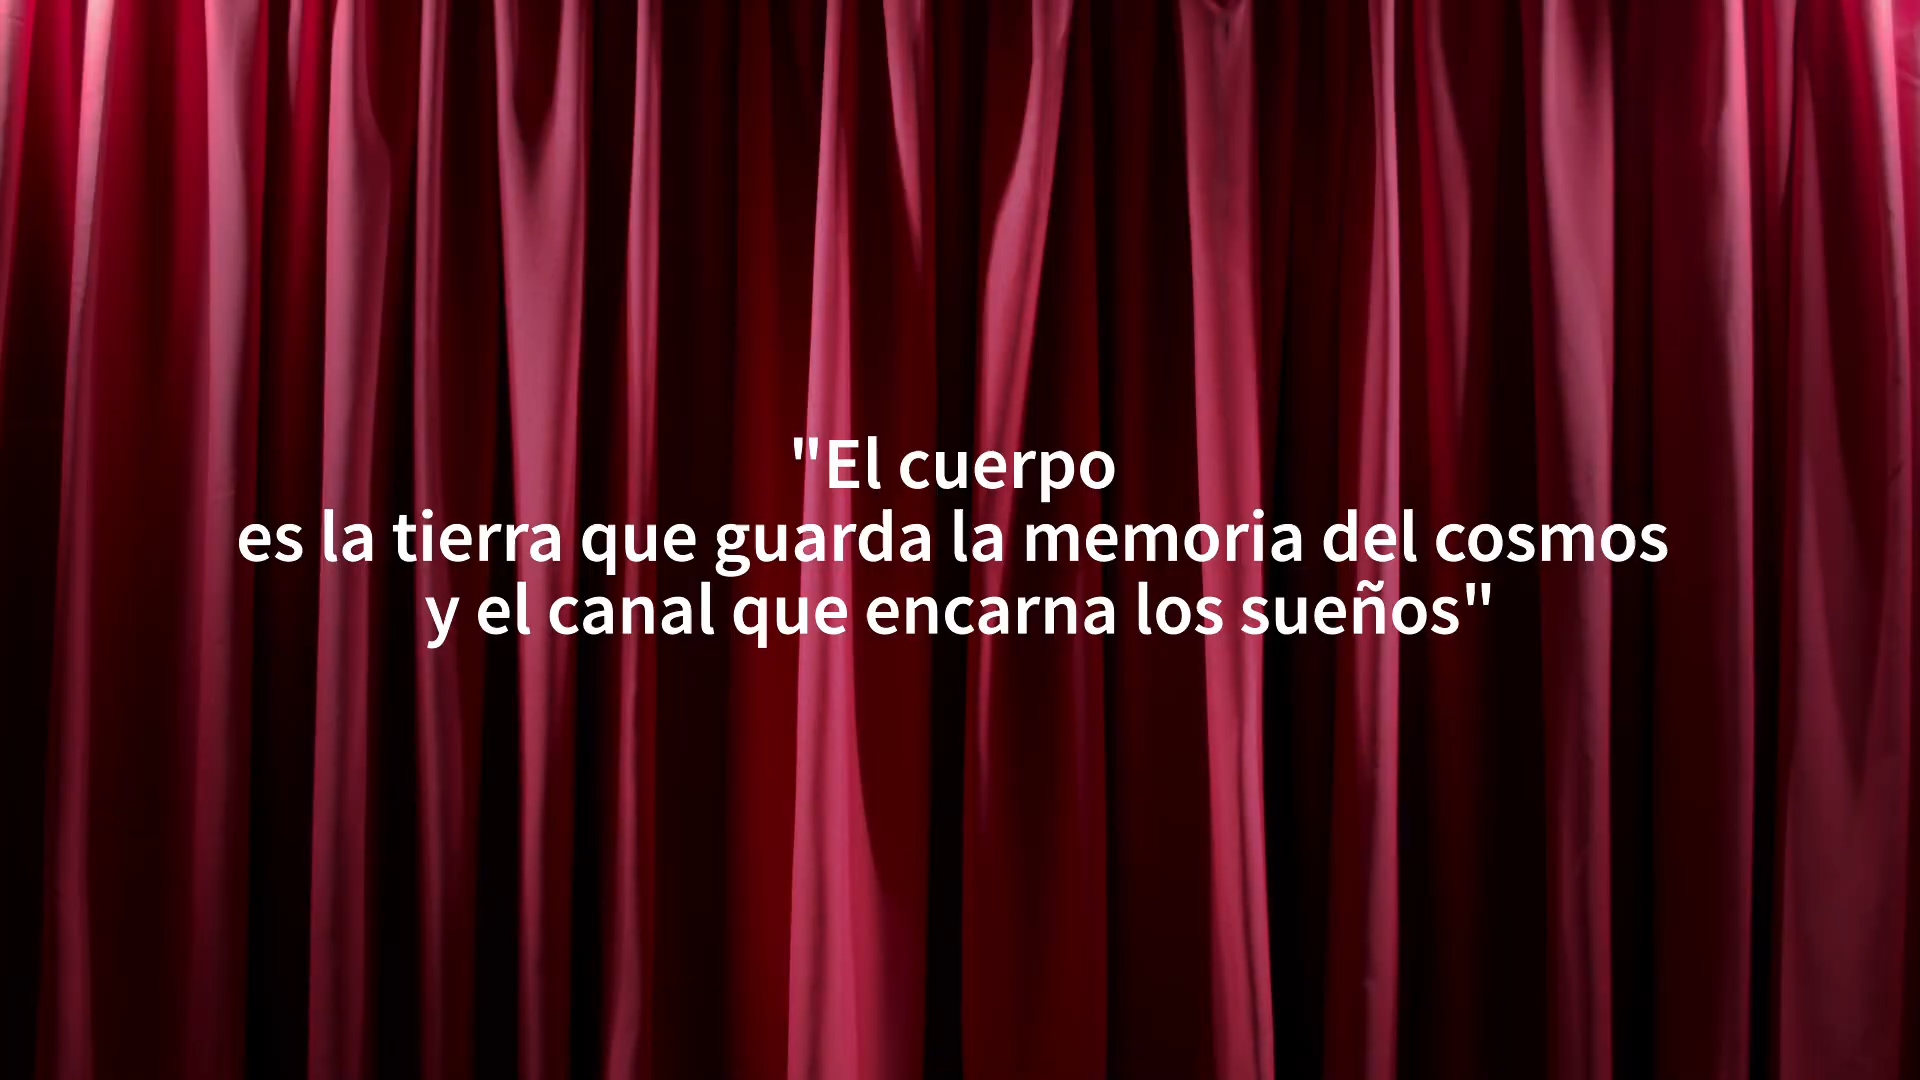 "El cuerpo
es la tierra que guarda la memoria del cosmos
y el canal que encarna los sueños"